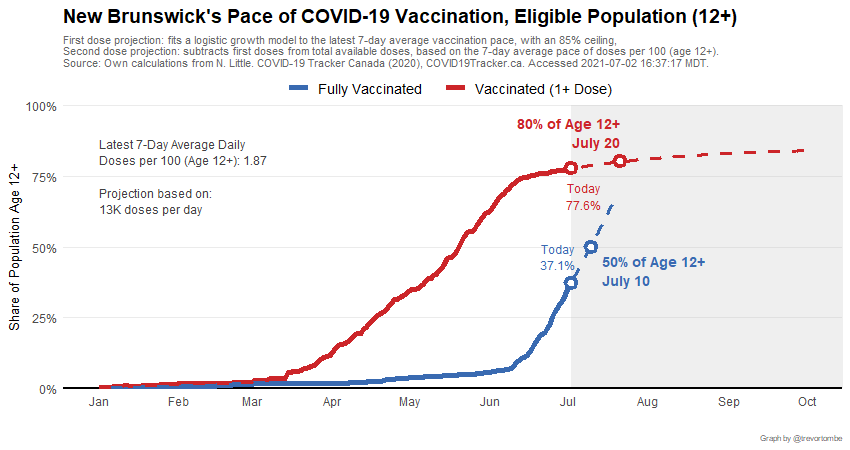 New Brunswick's Pace of COVID-19 Vaccination, Eligible Population (12+)
First dose projection: fits a logistic growth model to the latest 7-day average vaccination pace, with an 85% ceiling,
Second dose projection: subtracts first doses from total available doses, based on the 7-day average pace of doses per 100 (age 12+).
Source: Own calculations from N. Little. COVID-19 Tracker Canada (2020), COVID19Tracker.ca. Accessed 2021-07-02 16:37:17 MDT.
Fully Vaccinated
Vaccinated (1+ Dose)
Share of Population Age 12+
100%
75%
50%
25%
0%
Latest 7-Day Average Daily
Doses per 100 (Age 12+): 1.87
Projection based on:
13K doses per day
80% of Age 12+
July 20
Today
77.6%
Today
37.1%
50% of Age 12+
July 10
Jan
Feb
Mar
Apr
May
Jun
Jul
Aug
Sep
Oct
Graph by @trevortombe